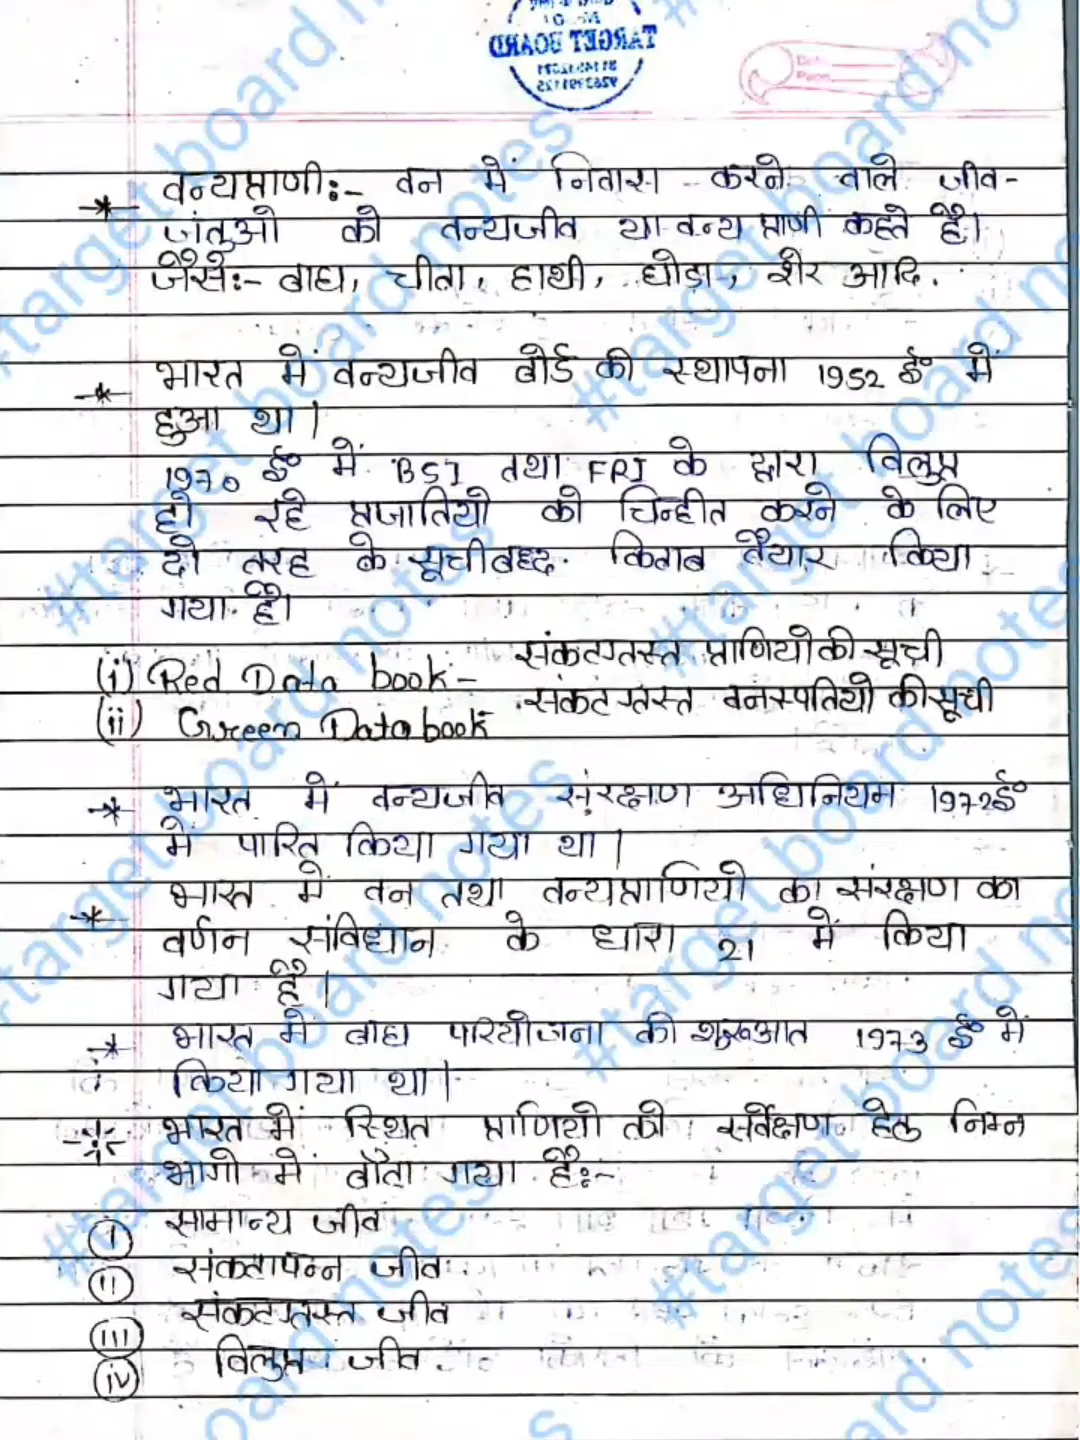 TARGET BOARD
* वन्यप्राणी:- वन में निवास करने वाले जीव-
जंतुओ को वन्यजीव या वन्य प्राणी कहते है।
जैसे:- बाघ, चीता, हाथी, घोड़ा, शेर आदि.
* भारत में वन्यजीव बोर्ड की स्थापना 1952 ई० में
हुआ था।
1970 ई० में BSI तथा FRI के द्वारा विलुप्त
हो रहे प्रजातियो को चिन्हीत करने के लिए
दो तरह के सूचीबद्द किताब तैयार किया
गया है।
(i) Red Data book - संकटग्रस्त प्राणियो की सूची
(ii) Green Data book संकटग्रस्त वनस्पतियो की सूची
* भारत में वन्यजीव संरक्षण अधिनियम 1972 ई०
में पारित किया गया था।
* भारत में वन तथा वन्यप्राणियो का संरक्षण का
वर्णन संविधान के धारा 21 में किया
गया है।
* भारत में बाघ परियोजना की शुरूआत 1973 ई० में
किया गया था।
* भारत में स्थित प्राणियो को सर्वेक्षण हेतु निम्न
भागो में बाँटा गया है:-
(i) सामान्य जीव
(ii) संकटापन्न जीव
(iii) संकटग्रस्त जीव
(iv) विलुप्त जीव
#target board notes